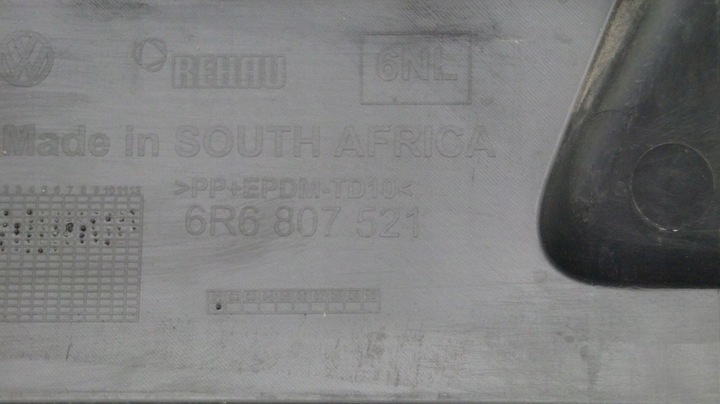 REHAU 6NL
Made in SOUTH AFRICA
>PP+EPDM-TD10<
6R6 807 521